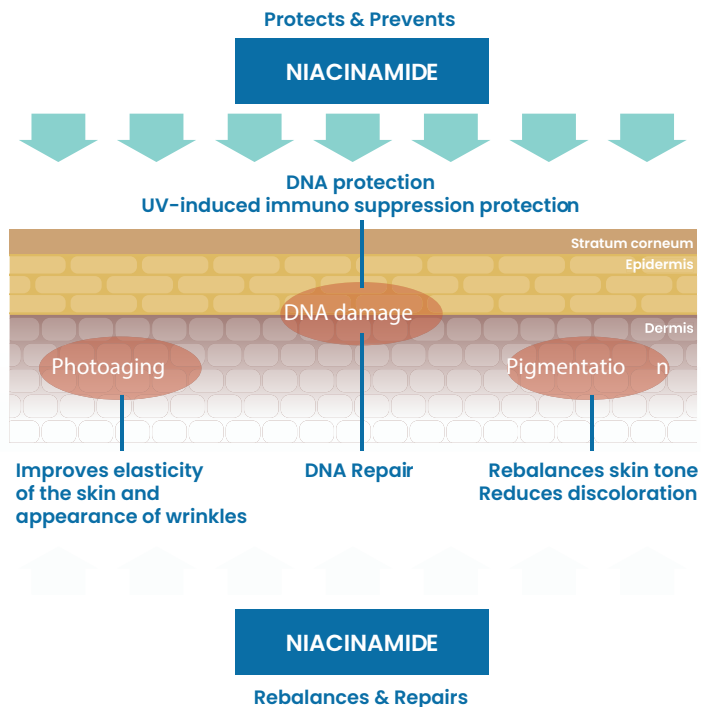 Protects & Prevents
NIACINAMIDE
DNA protection
UV-induced immuno suppression protection
Stratum corneum
Epidermis
DNA damage
Dermis
Photoaging
Pigmentatio n
Improves elasticity
of the skin and
appearance of wrinkles
DNA Repair
Rebalances skin tone
Reduces discoloration
NIACINAMIDE
Rebalances & Repairs